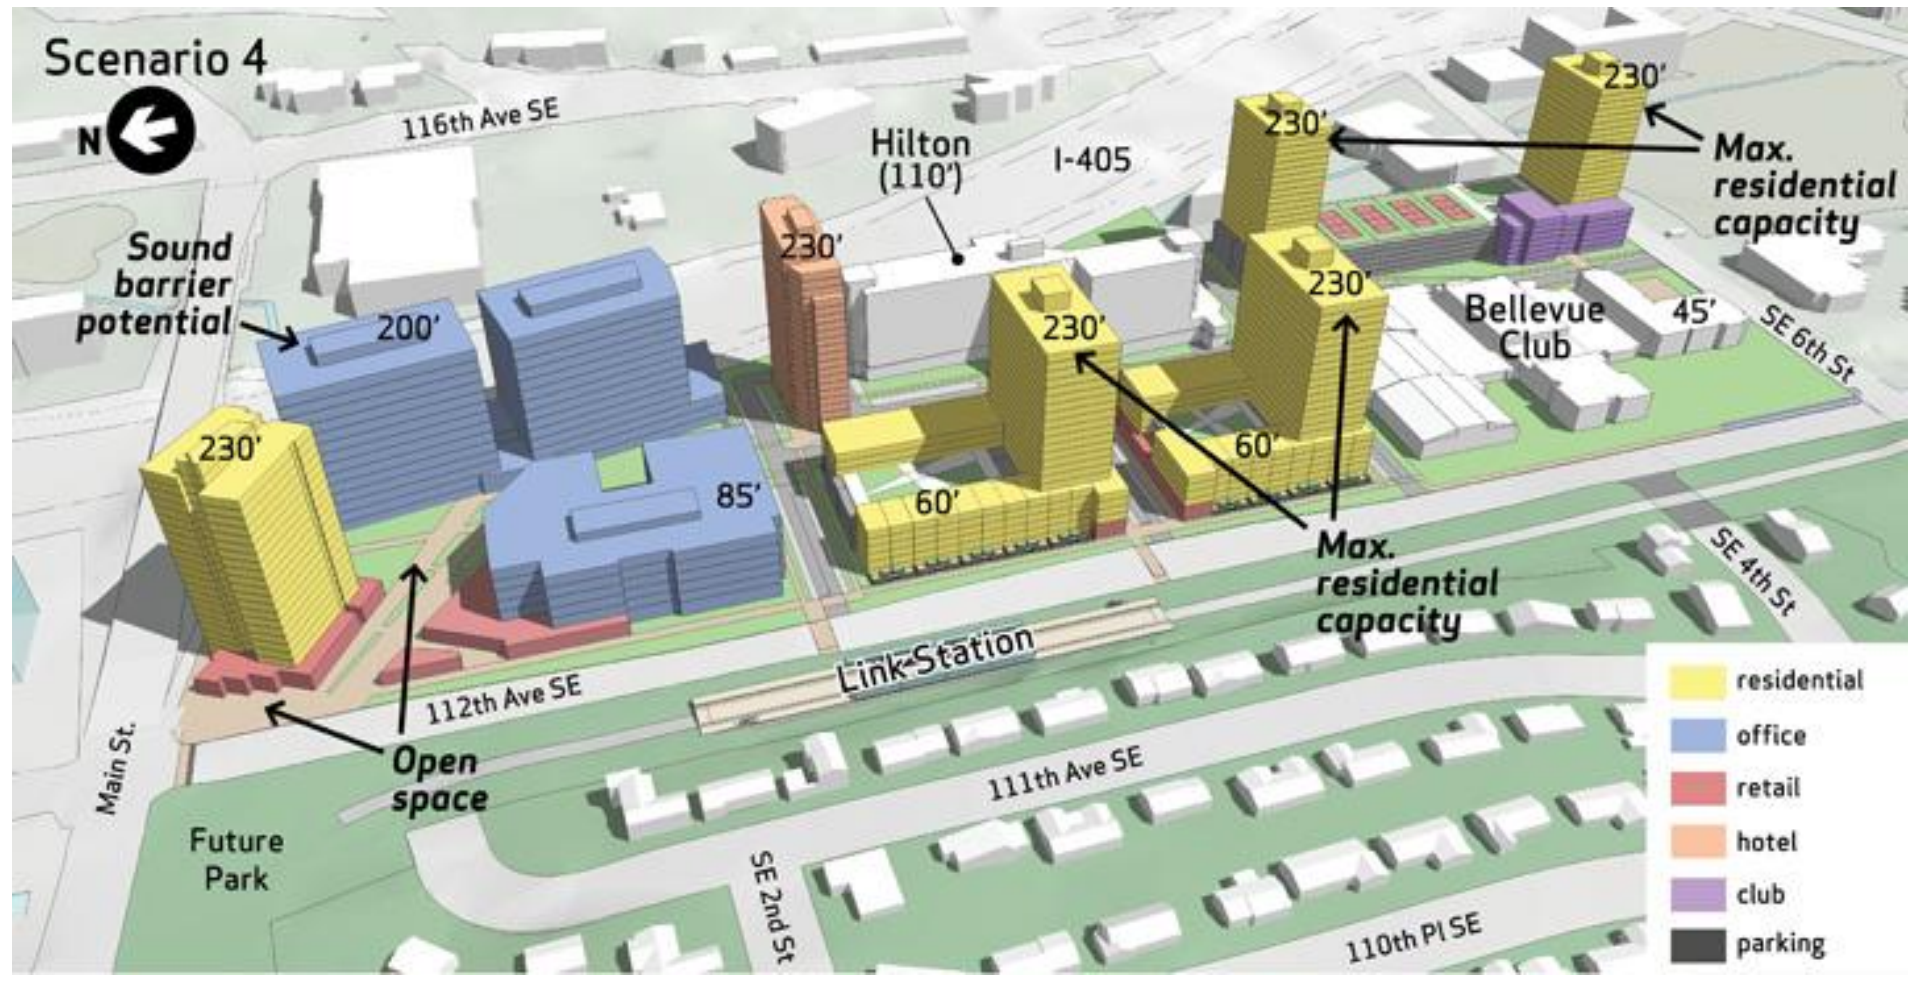 Scenario 4
N
116th Ave SE
Hilton
(110')
I-405
230'
230'
Max.
residential
capacity
Sound
barrier
potential
200'
230'
230'
230'
Bellevue
Club
45'
SE 6th St
230'
85'
60'
60'
Max.
residential
capacity
SE 4th St
Link Station
112th Ave SE
Open
space
Main St.
111th Ave SE
Future
Park
SE 2nd St
110th Pl SE
residential
office
retail
hotel
club
parking